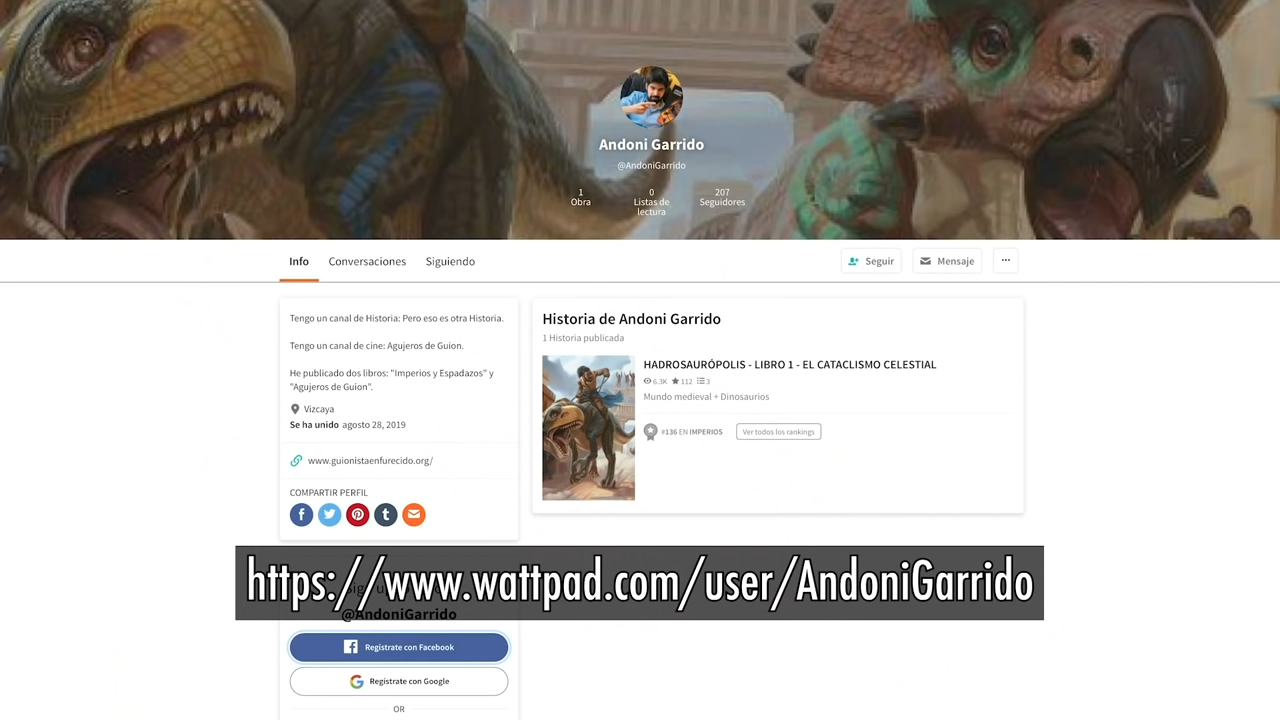 Andoni Garrido
@AndoniGarrido
1
Obra
0
Listas de
lectura
207
Seguidores
Info
Conversaciones
Siguiendo
Seguir
Mensaje
...
Tengo un canal de Historia: Pero eso es otra Historia.
Tengo un canal de cine: Agujeros de Guion.
He publicado dos libros: "Imperios y Espadazos" y
"Agujeros de Guion".
Vizcaya
Se ha unido agosto 28, 2019
www.guionistaenfurecido.org/
COMPARTIR PERFIL
Historia de Andoni Garrido
1 Historia publicada
HADROSAURÓPOLIS - LIBRO 1 - EL CATACLISMO CELESTIAL
6.3K 112 3
Mundo medieval + Dinosaurios
#136 EN IMPERIOS
Ver todos los rankings
https://www.wattpad.com/user/AndoniGarrido
@AndoniGarrido
Regístrate con Facebook
Regístrate con Google
OR